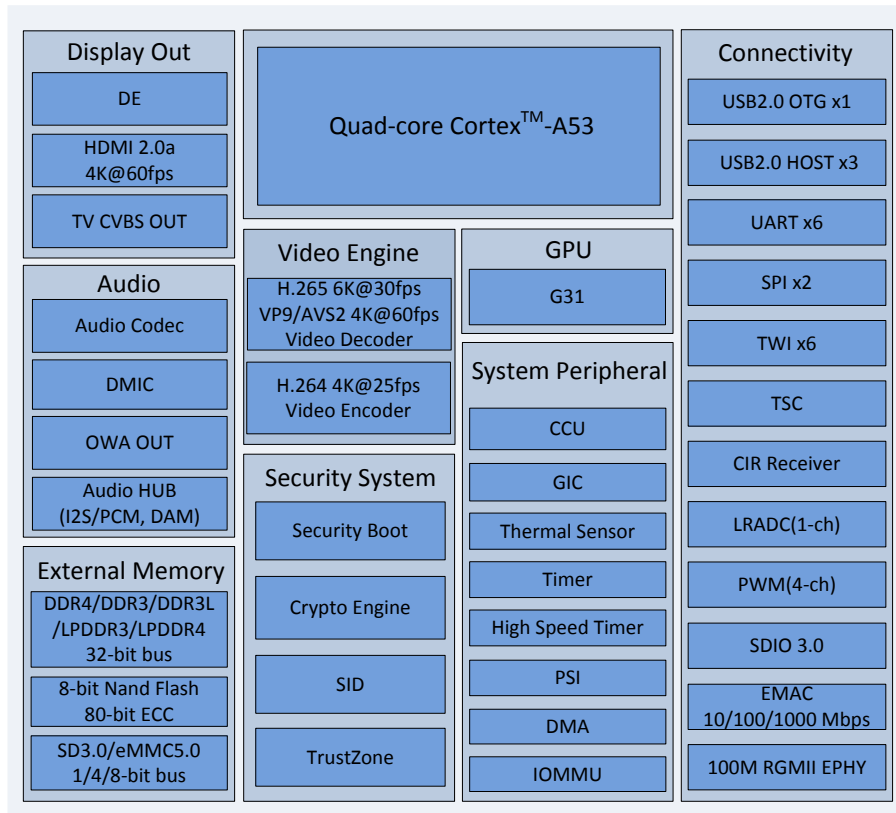 Display Out
DE
HDMI 2.0a
4K@60fps
TV CVBS OUT
Audio
Audio Codec
DMIC
OWA OUT
Audio HUB
(I2S/PCM, DAM)
External Memory
DDR4/DDR3/DDR3L
/LPDDR3/LPDDR4
32-bit bus
8-bit Nand Flash
80-bit ECC
SD3.0/eMMC5.0
1/4/8-bit bus
Quad-core Cortex™-A53
Video Engine
H.265 6K@30fps
VP9/AVS2 4K@60fps
Video Decoder
H.264 4K@25fps
Video Encoder
Security System
Security Boot
Crypto Engine
SID
TrustZone
GPU
G31
System Peripheral
CCU
GIC
Thermal Sensor
Timer
High Speed Timer
PSI
DMA
IOMMU
Connectivity
USB2.0 OTG x1
USB2.0 HOST x3
UART x6
SPI x2
TWI x6
TSC
CIR Receiver
LRADC(1-ch)
PWM(4-ch)
SDIO 3.0
EMAC
10/100/1000 Mbps
100M RGMII EPHY